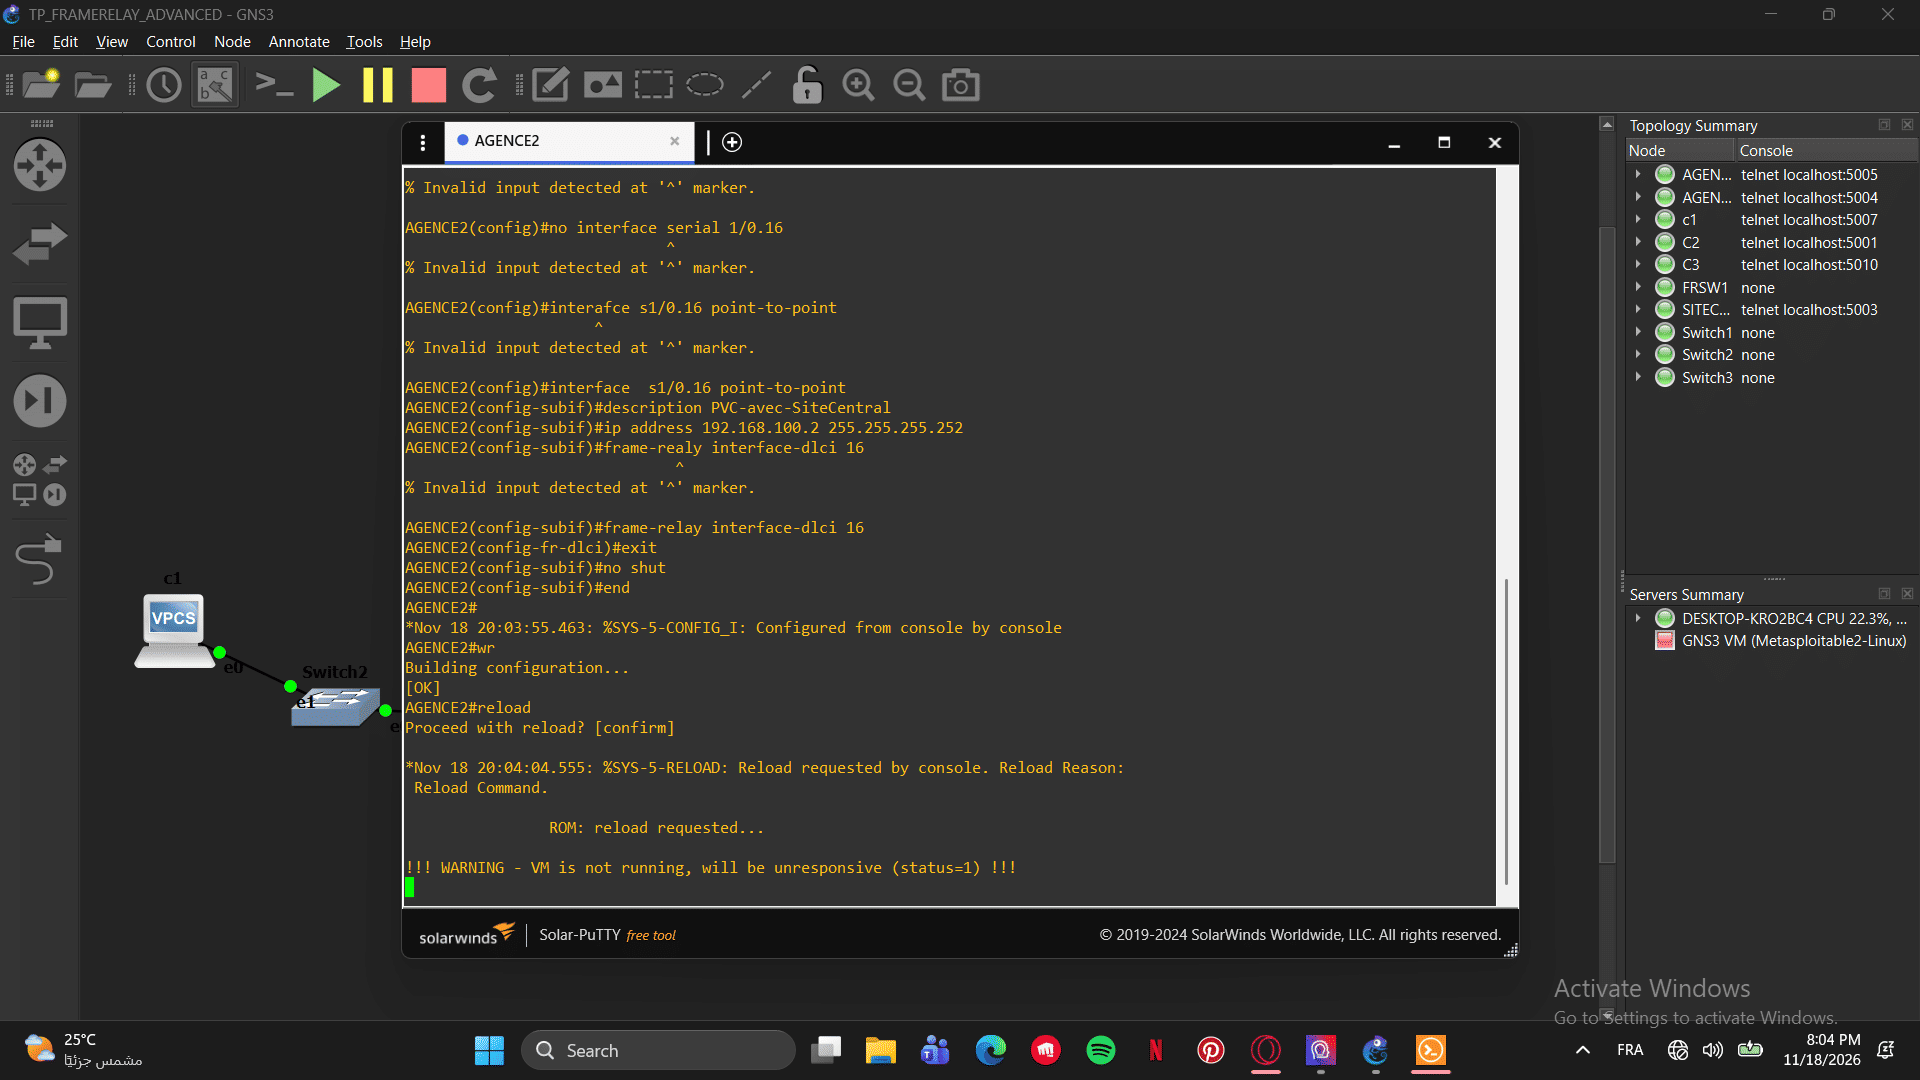 TP_FRAMERELAY_ADVANCED - GNS3
File Edit View Control Node Annotate Tools Help
AGENCE2
% Invalid input detected at '^' marker.
AGENCE2(config)#no interface serial 1/0.16
^
% Invalid input detected at '^' marker.
AGENCE2(config)#interafce s1/0.16 point-to-point
^
% Invalid input detected at '^' marker.
AGENCE2(config)#interface  s1/0.16 point-to-point
AGENCE2(config-subif)#description PVC-avec-SiteCentral
AGENCE2(config-subif)#ip address 192.168.100.2 255.255.255.252
AGENCE2(config-subif)#frame-realy interface-dlci 16
^
% Invalid input detected at '^' marker.
AGENCE2(config-subif)#frame-relay interface-dlci 16
AGENCE2(config-fr-dlci)#exit
AGENCE2(config-subif)#no shut
AGENCE2(config-subif)#end
AGENCE2#
*Nov 18 20:03:55.463: %SYS-5-CONFIG_I: Configured from console by console
AGENCE2#wr
Building configuration...
[OK]
AGENCE2#reload
Proceed with reload? [confirm]
*Nov 18 20:04:04.555: %SYS-5-RELOAD: Reload requested by console. Reload Reason:
Reload Command.
ROM: reload requested...
!!! WARNING - VM is not running, will be unresponsive (status=1) !!!
solarwinds Solar-PuTTY free tool
© 2019-2024 SolarWinds Worldwide, LLC. All rights reserved.
c1
VPCS
e0
Switch2
e1
Topology Summary
Node Console
AGEN... telnet localhost:5005
AGEN... telnet localhost:5004
c1 telnet localhost:5007
C2 telnet localhost:5001
C3 telnet localhost:5010
FRSW1 none
SITEC... telnet localhost:5003
Switch1 none
Switch2 none
Switch3 none
Servers Summary
DESKTOP-KRO2BC4 CPU 22.3%, ...
GNS3 VM (Metasploitable2-Linux)
Activate Windows
Go to Settings to activate Windows.
25°C
مشمس جزئيًا
Search
FRA
8:04 PM
11/18/2026